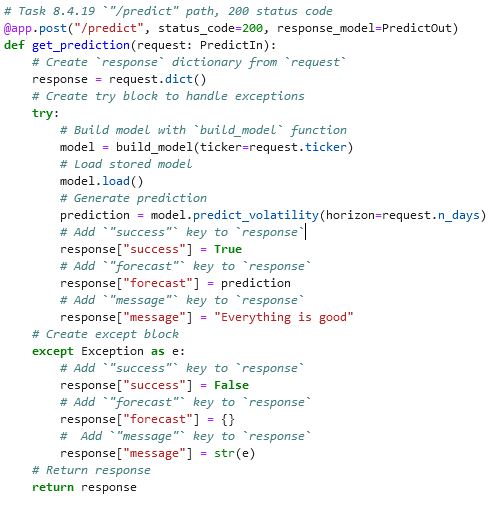 # Task 8.4.19 `"/predict" path, 200 status code
@app.post("/predict", status_code=200, response_model=PredictOut)
def get_prediction(request: PredictIn):
    # Create `response` dictionary from `request`
    response = request.dict()
    # Create try block to handle exceptions
    try:
        # Build model with `build_model` function
        model = build_model(ticker=request.ticker)
        # Load stored model
        model.load()
        # Generate prediction
        prediction = model.predict_volatility(horizon=request.n_days)
        # Add `"success"` key to `response`
        response["success"] = True
        # Add `"forecast"` key to `response`
        response["forecast"] = prediction
        # Add `"message"` key to `response`
        response["message"] = "Everything is good"
    # Create except block
    except Exception as e:
        # Add `"success"` key to `response`
        response["success"] = False
        # Add `"forecast"` key to `response`
        response["forecast"] = {}
        #  Add `"message"` key to `response`
        response["message"] = str(e)
    # Return response
    return response